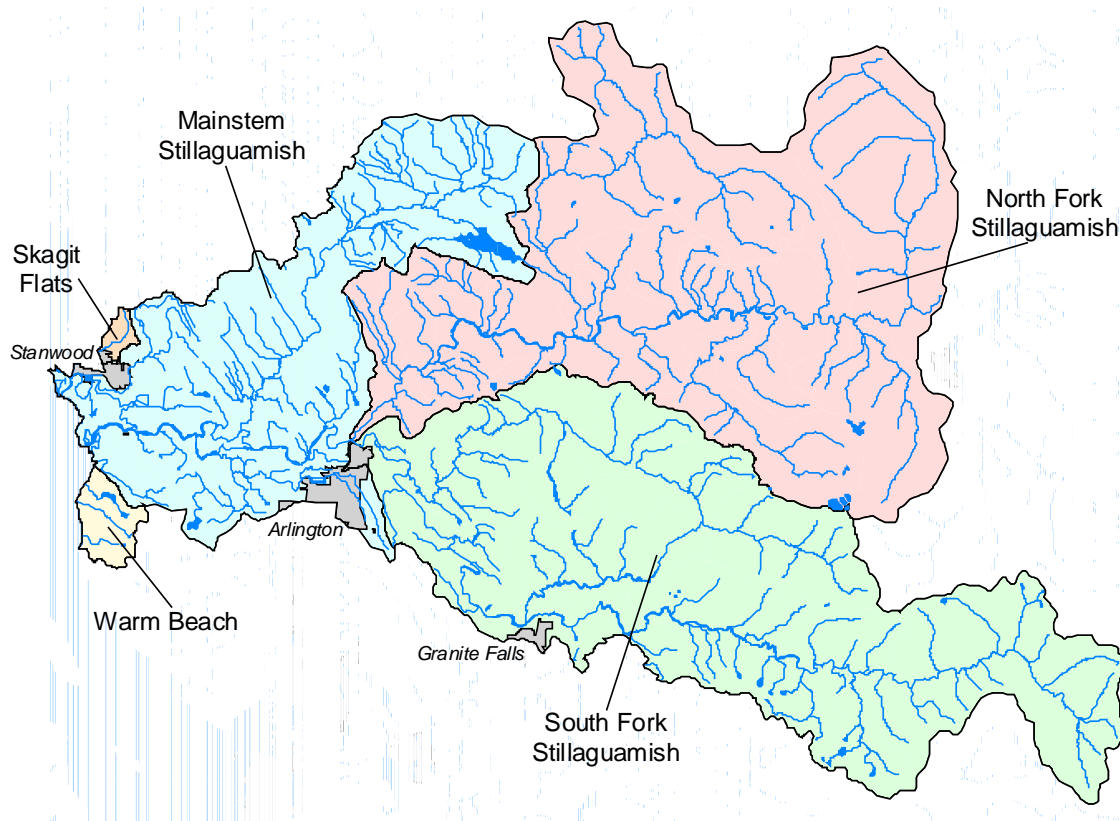 Mainstem
Stillaguamish
North Fork
Stillaguamish
Skagit
Flats
Stanwood
Arlington
Warm Beach
Granite Falls
South Fork
Stillaguamish